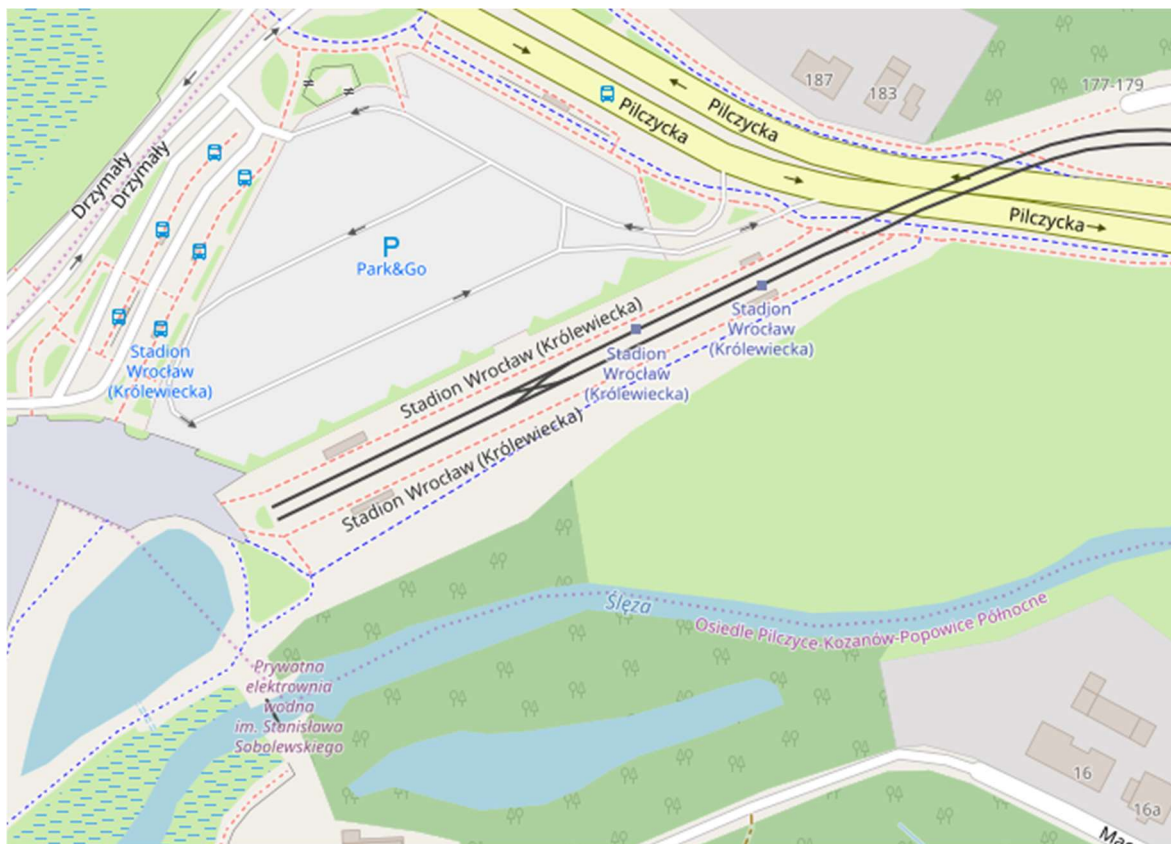 187
183
177-179
Pilczycka
Pilczycka
Pilczycka
Drzymały
Drzymały
P
Park&Go
Stadion
Wrocław
(Królewiecka)
Stadion Wrocław (Królewiecka)
Stadion
Wrocław
(Królewiecka)
Stadion
Wrocław
(Królewiecka)
Stadion Wrocław (Królewiecka)
Ślęza
Osiedle Pilczyce-Kozanów-Popowice Północne
Prywatna
elektrownia
wodna
im. Stanisława
Sobolewskiego
16
16a
Mac